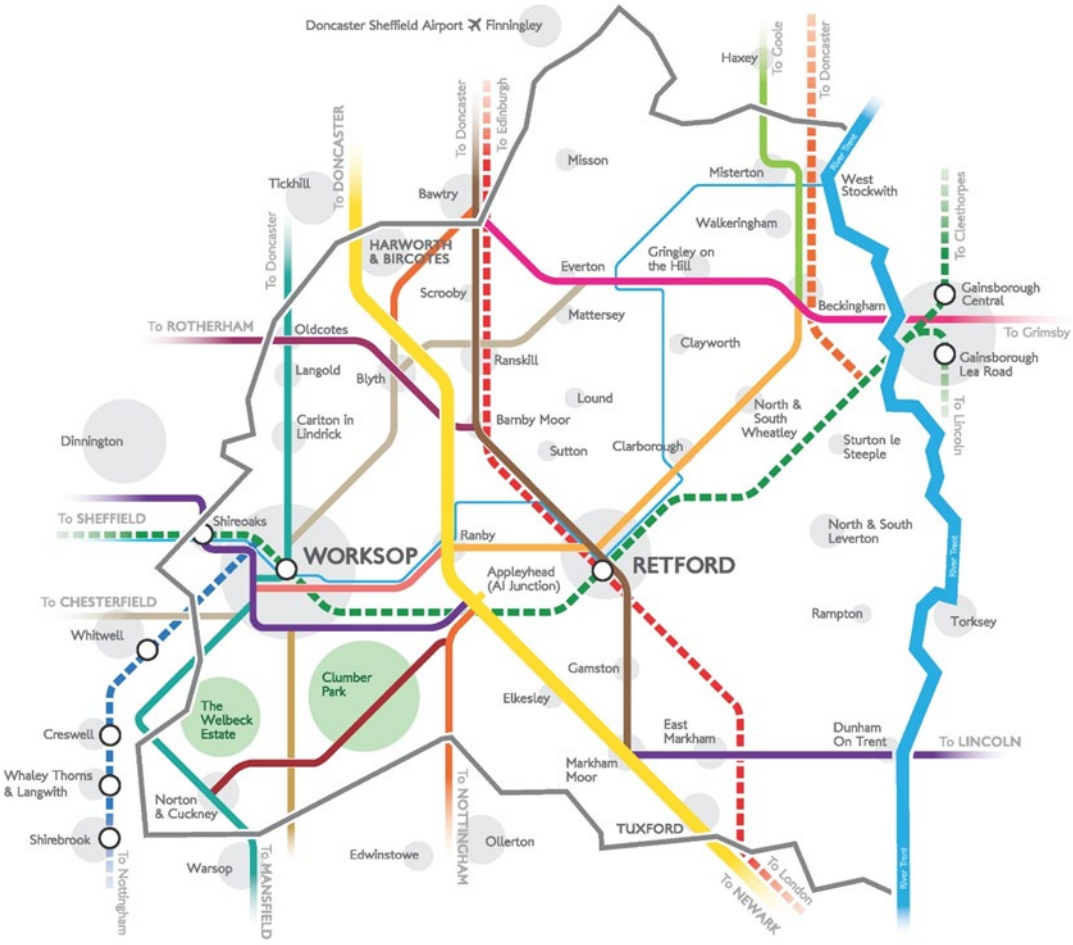 Doncaster Sheffield Airport Finningley
Haxey
To Goole
To Doncaster
To DONCASTER
To Doncaster
To Edinburgh
Misson
Misterton
River Trent
West
Stockwith
Tickhill
Bawtry
Walkeringham
To Cleethorpes
To Doncaster
HARWORTH
& BIRCOTES
Everton
Gringley on
the Hill
Scrooby
Beckingham
Gainsborough
Central
To ROTHERHAM
Oldcotes
Mattersey
To Grimsby
Clayworth
Ranskill
Langold
Blyth
Gainsborough
Lea Road
Lound
To Lincoln
North &
South
Wheatley
Carlton in
Lindrick
Barnby Moor
Dinnington
Sutton
Clarborough
Sturton le
Steeple
To SHEFFIELD
Shireoaks
Ranby
North & South
Leverton
WORKSOP
RETFORD
River Trent
Appleyhead
(A1 Junction)
To CHESTERFIELD
Whitwell
Rampton
Torksey
Gamston
Clumber
Park
Elkesley
The
Welbeck
Estate
Creswell
East
Markham
Dunham
On Trent
To LINCOLN
Markham
Moor
Whaley Thorns
& Langwith
Norton
& Cuckney
To NOTTINGHAM
TUXFORD
Shirebrook
Ollerton
Edwinstowe
To Nottingham
Warsop
To MANSFIELD
To London
To NEWARK
River Trent